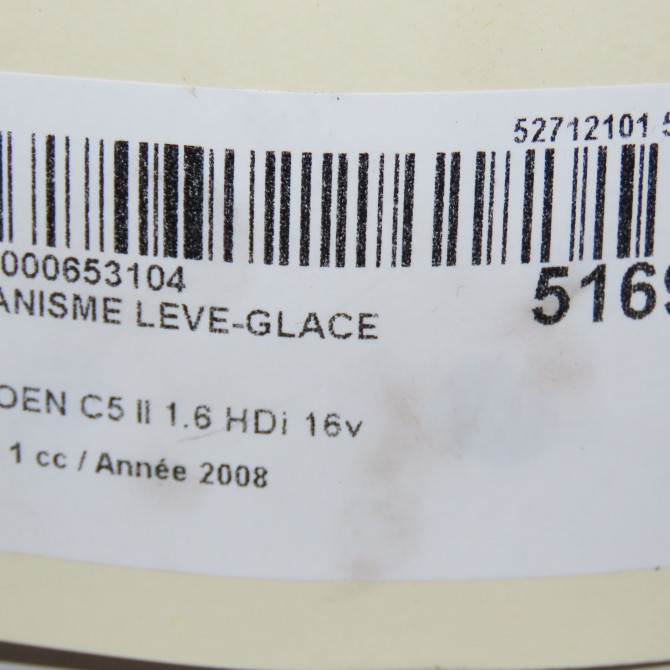 52712101 5
000653104
5169
ANISME LEVE-GLACE
OEN C5 II 1.6 HDi 16v
1 cc / Année 2008